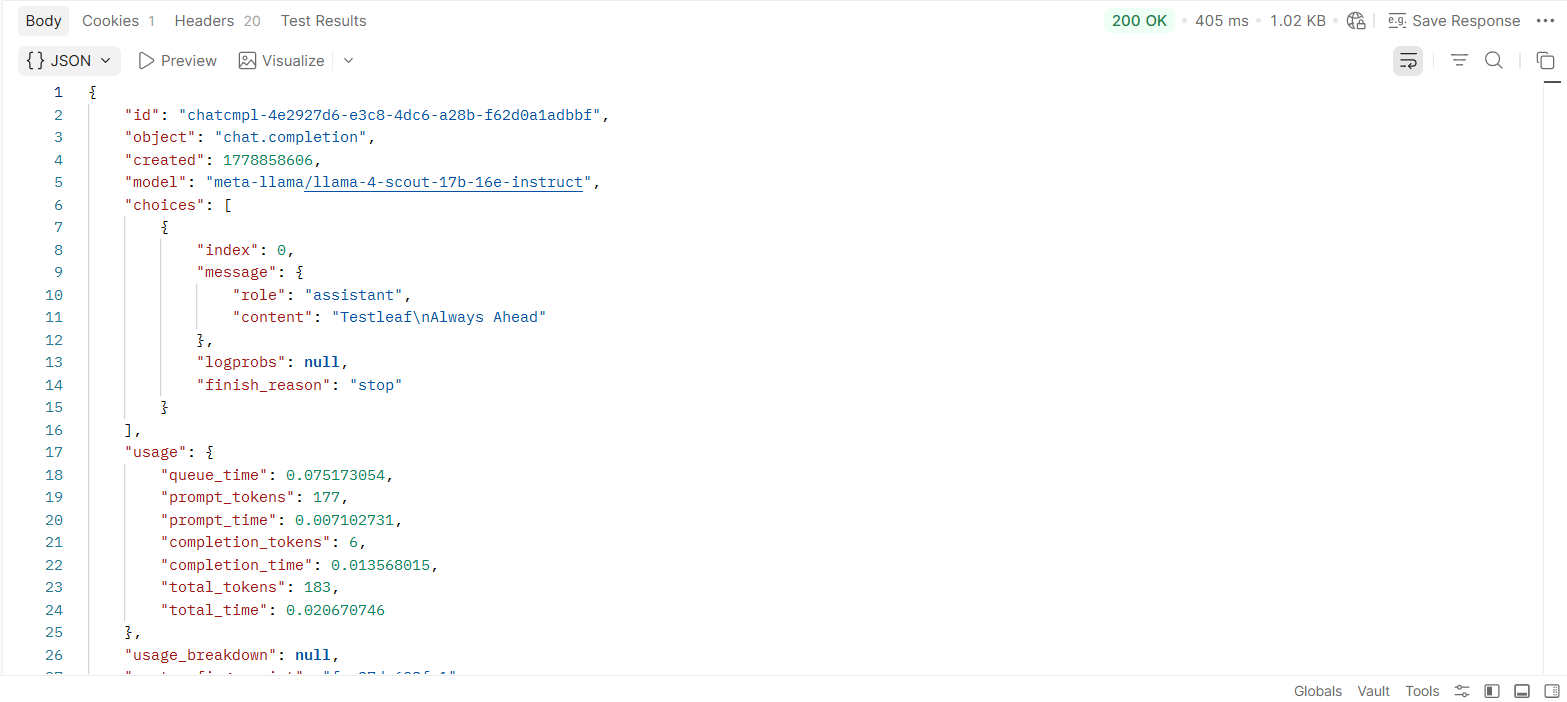 Body Cookies 1 Headers 20 Test Results 200 OK • 405 ms • 1.02 KB • e.g. Save Response
{} JSON Preview Visualize
1 {
2 "id": "chatcmpl-4e2927d6-e3c8-4dc6-a28b-f62d0a1adbbf",
3 "object": "chat.completion",
4 "created": 1778858606,
5 "model": "meta-llama/llama-4-scout-17b-16e-instruct",
6 "choices": [
7 {
8 "index": 0,
9 "message": {
10 "role": "assistant",
11 "content": "Testleaf\nAlways Ahead"
12 },
13 "logprobs": null,
14 "finish_reason": "stop"
15 }
16 ],
17 "usage": {
18 "queue_time": 0.075173054,
19 "prompt_tokens": 177,
20 "prompt_time": 0.007102731,
21 "completion_tokens": 6,
22 "completion_time": 0.013568015,
23 "total_tokens": 183,
24 "total_time": 0.020670746
25 },
26 "usage_breakdown": null,
Globals Vault Tools